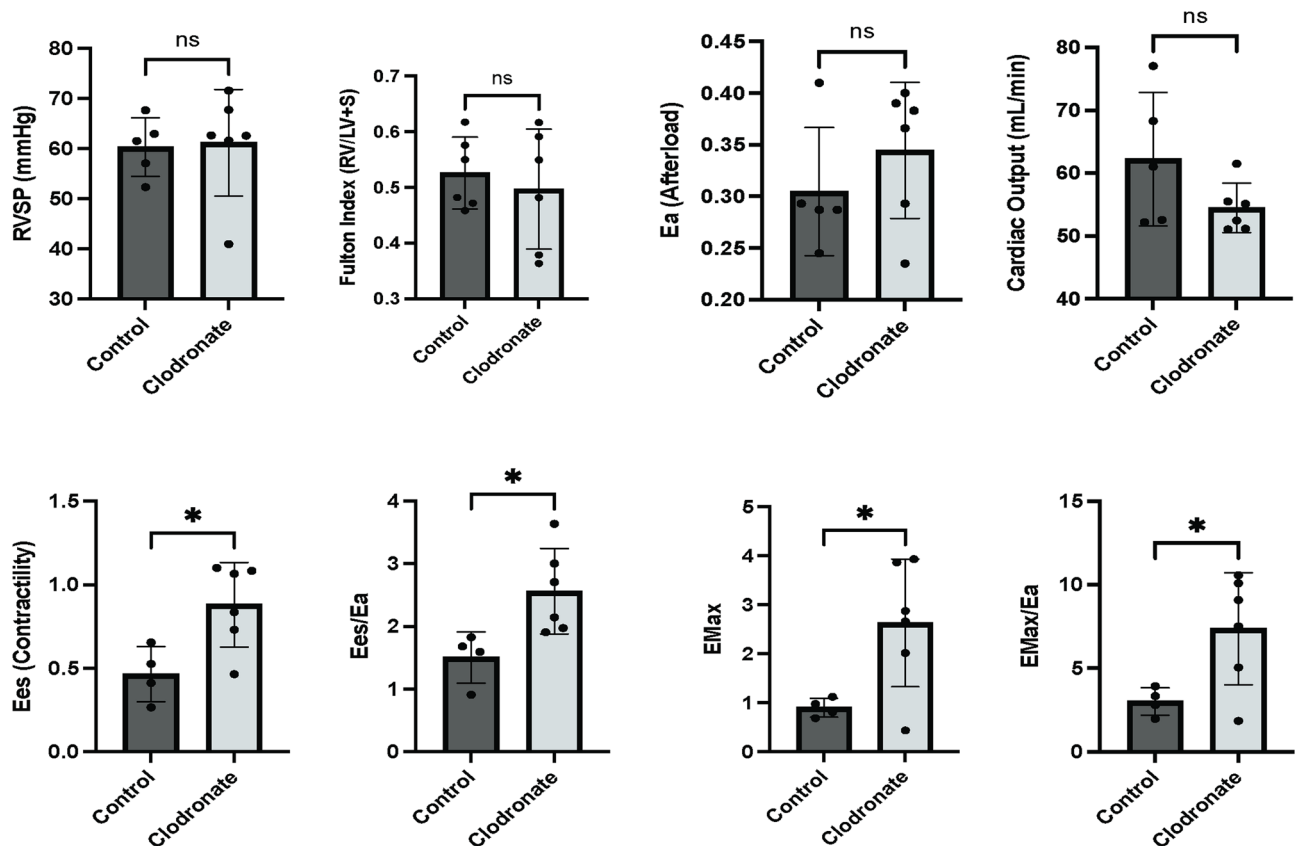 RVSP (mmHg)
80
70
60
50
40
30
ns
Control
Clodronate
Fulton Index (RV/LV+S)
0.7
0.6
0.5
0.4
0.3
ns
Control
Clodronate
Ea (Afterload)
0.45
0.40
0.35
0.30
0.25
0.20
ns
Control
Clodronate
Cardiac Output (mL/min)
80
70
60
50
40
ns
Control
Clodronate
Ees (Contractility)
1.5
1.0
0.5
0.0
*
Control
Clodronate
Ees/Ea
4
3
2
1
0
*
Control
Clodronate
EMax
5
4
3
2
1
0
*
Control
Clodronate
EMax/Ea
15
10
5
0
*
Control
Clodronate